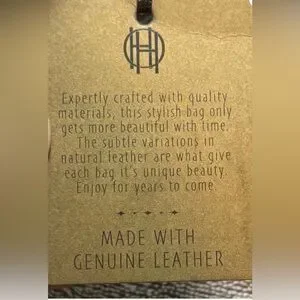 Expertly crafted with quality
materials, this stylish bag only
gets more beautiful with time.
The subtle variations in
natural leather are what give
each bag it's unique beauty.
Enjoy for years to come.
MADE WITH
GENUINE LEATHER